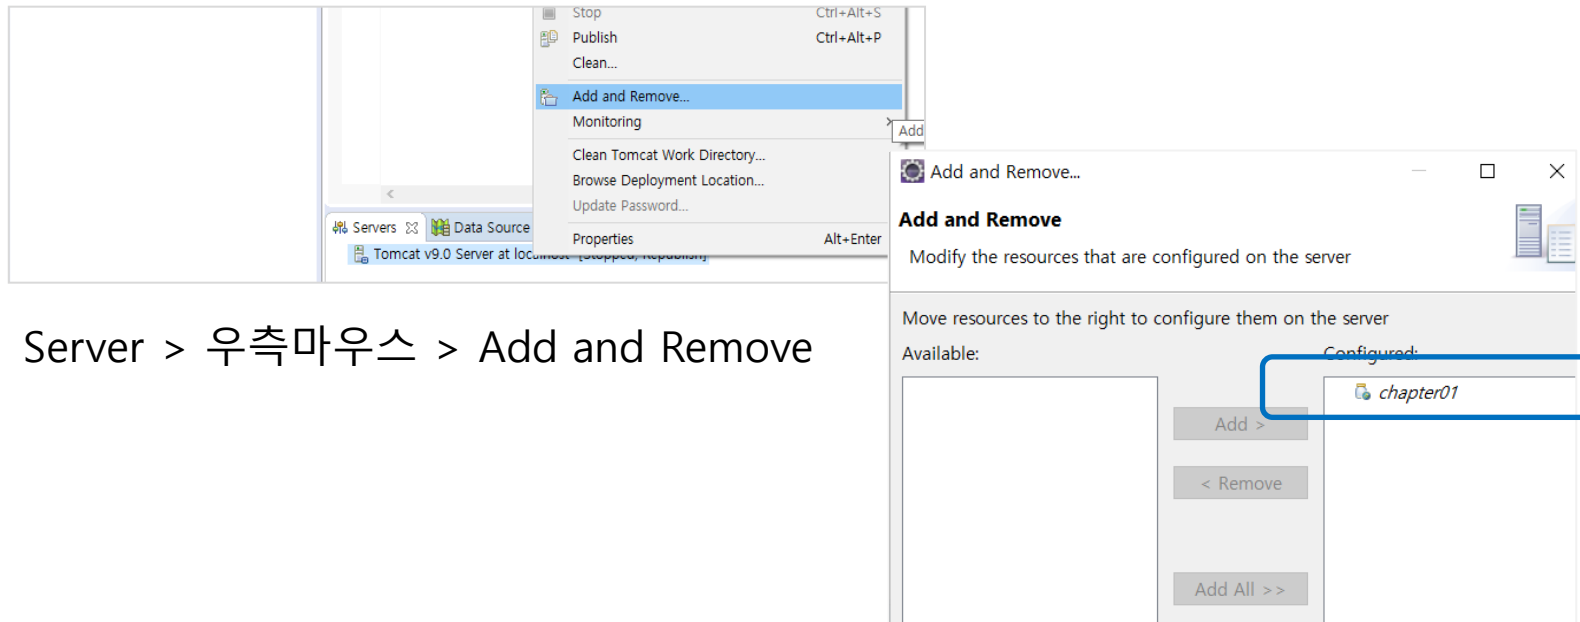 Stop Ctrl+Alt+S
Publish Ctrl+Alt+P
Clean...
Add and Remove...
Monitoring
Add
Clean Tomcat Work Directory...
Browse Deployment Location...
Update Password...
Properties Alt+Enter
Servers Data Source
Tomcat v9.0 Server at localhost [Stopped, Republish]
Server > 우측마우스 > Add and Remove
Add and Remove...
Add and Remove
Modify the resources that are configured on the server
Move resources to the right to configure them on the server
Available: Configured:
chapter01
Add >
< Remove
Add All >>